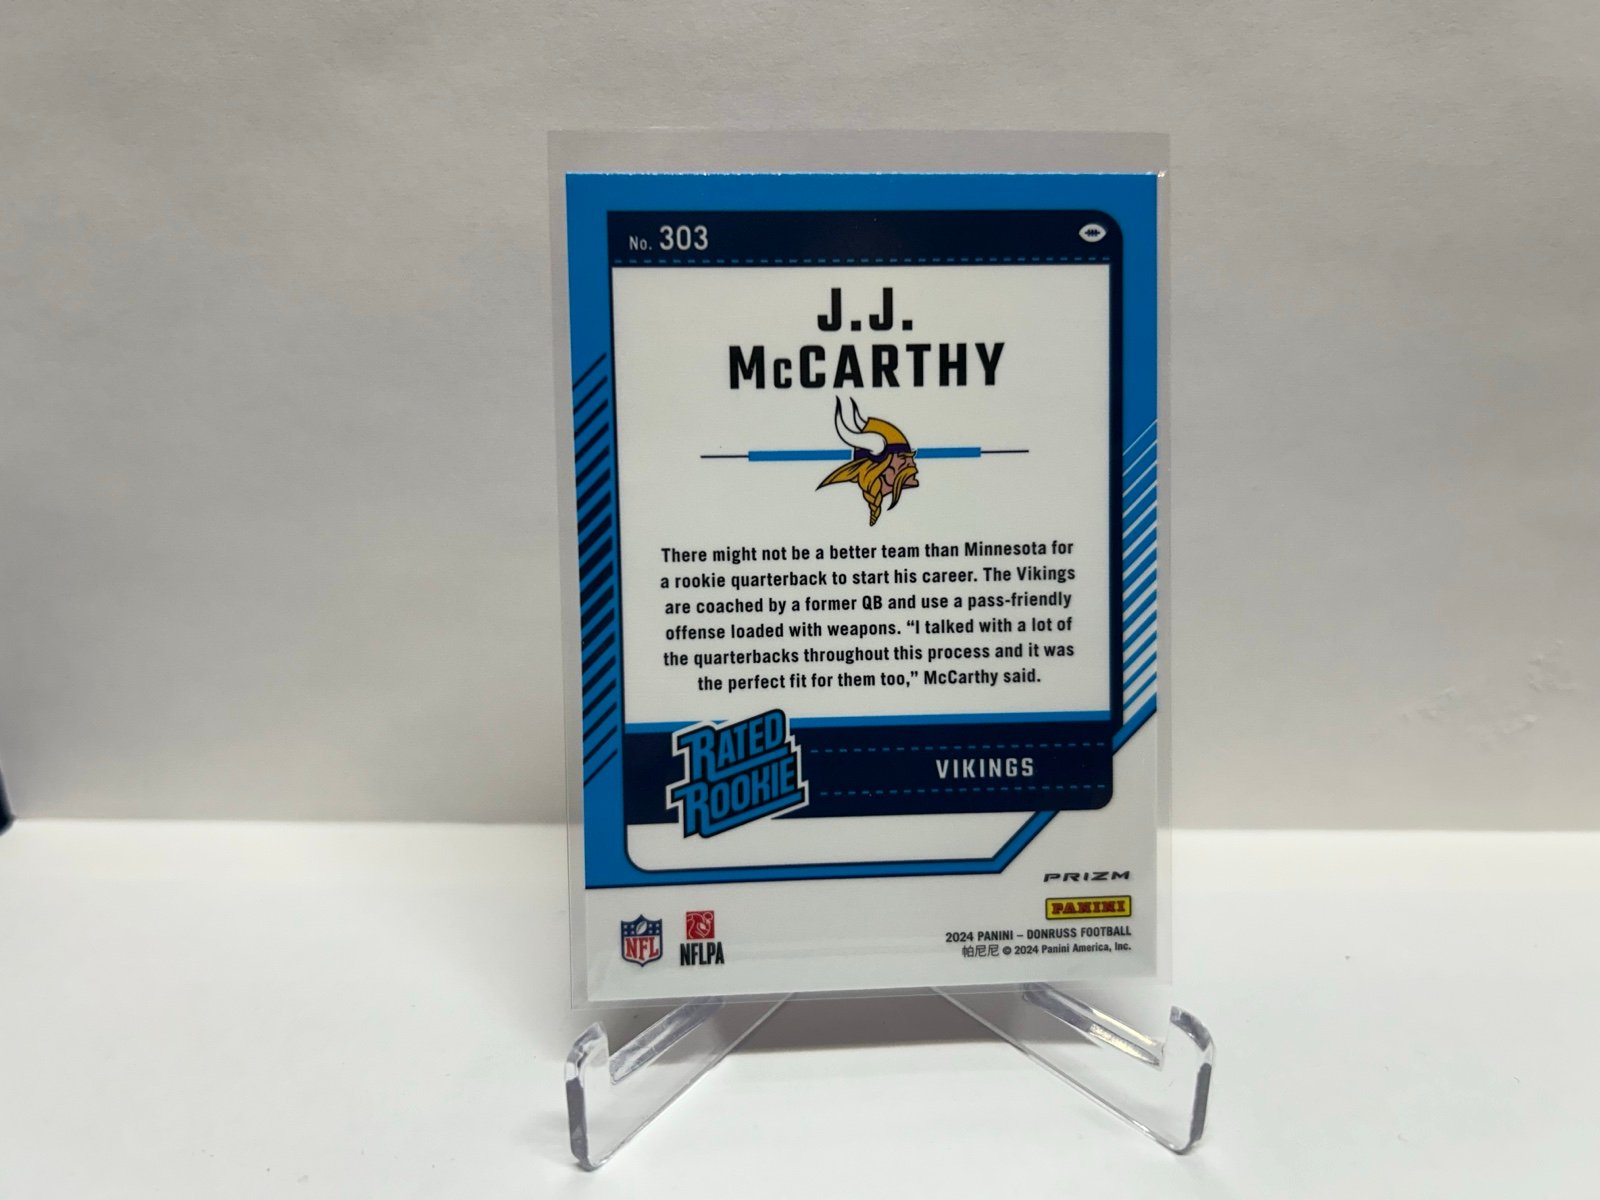 No. 303
J.J.
McCARTHY
There might not be a better team than Minnesota for
a rookie quarterback to start his career. The Vikings
are coached by a former QB and use a pass-friendly
offense loaded with weapons. “I talked with a lot of
the quarterbacks throughout this process and it was
the perfect fit for them too,” McCarthy said.
RATED
ROOKIE
VIKINGS
PRIZM
PANINI
NFL
NFLPA
2024 PANINI – DONRUSS FOOTBALL
帕尼尼 © 2024 Panini America, Inc.